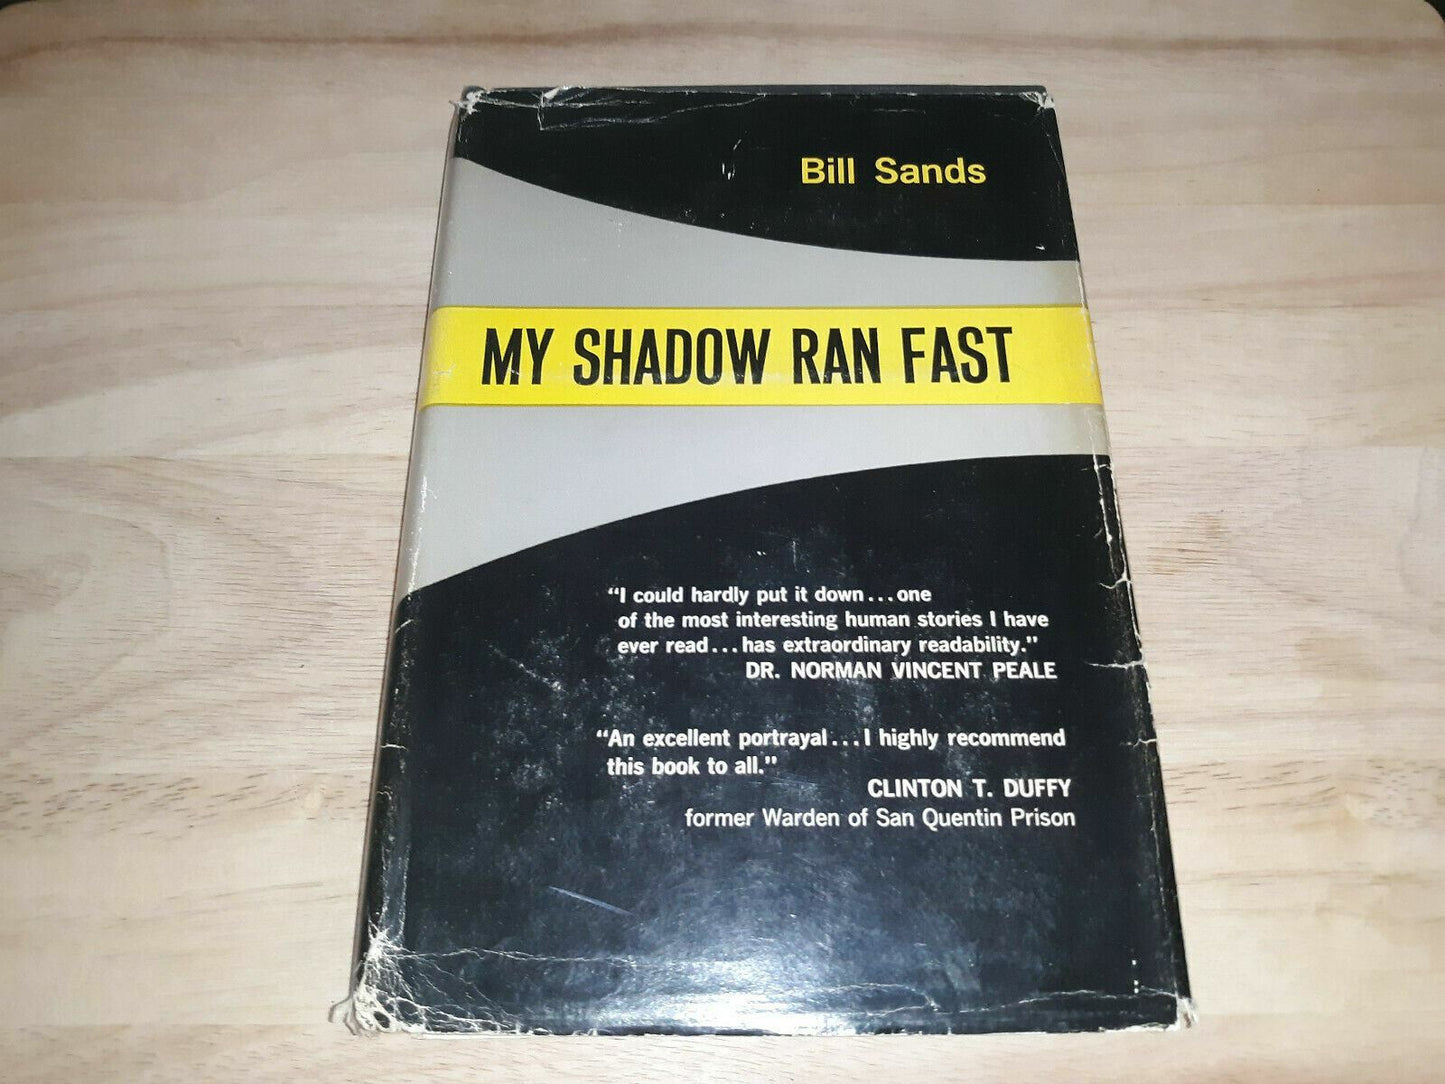 Bill Sands
MY SHADOW RAN FAST
“I could hardly put it down...one
of the most interesting human stories I have
ever read...has extraordinary readability.”
DR. NORMAN VINCENT PEALE
“An excellent portrayal...I highly recommend
this book to all.”
CLINTON T. DUFFY
former Warden of San Quentin Prison